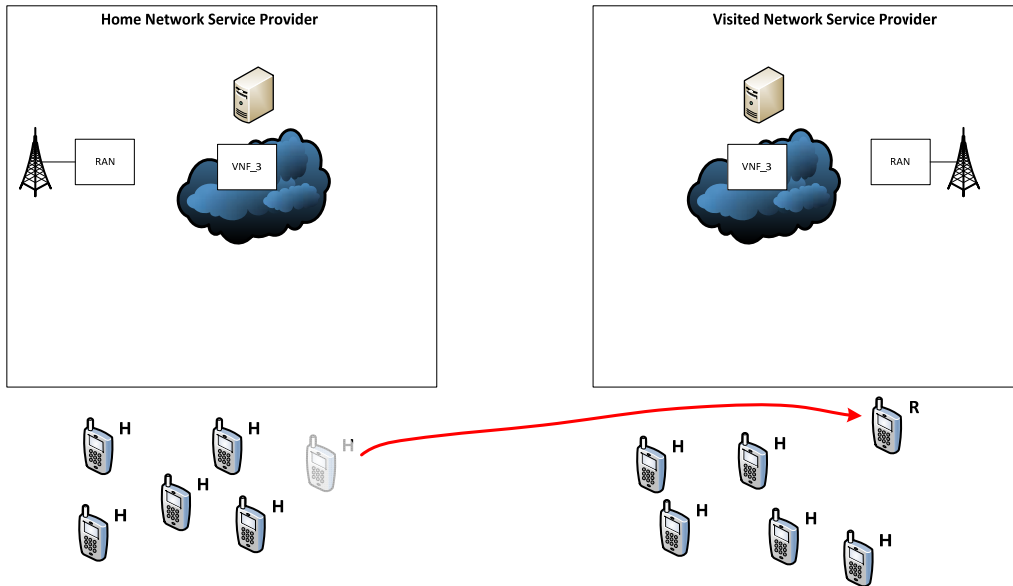 Home Network Service Provider
Visited Network Service Provider
RAN
VNF_3
VNF_3
RAN
H
H
H
H
H
H
R
H
H
H
H
H